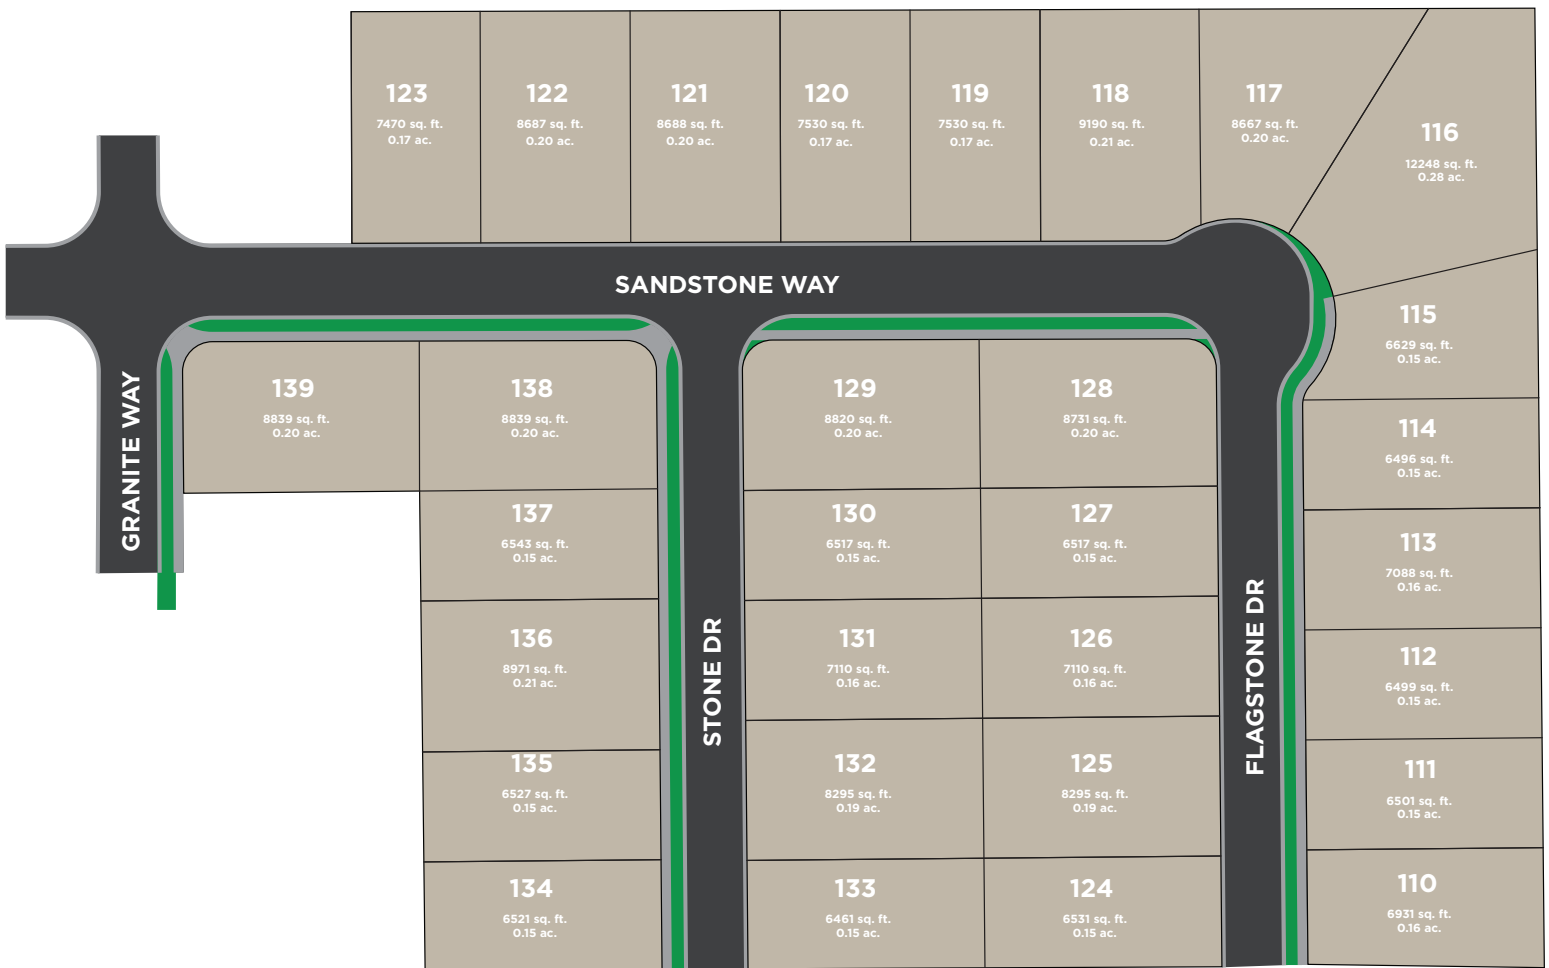 123
7470 sq. ft.
0.17 ac.
122
8687 sq. ft.
0.20 ac.
121
8688 sq. ft.
0.20 ac.
120
7530 sq. ft.
0.17 ac.
119
7530 sq. ft.
0.17 ac.
118
9190 sq. ft.
0.21 ac.
117
8667 sq. ft.
0.20 ac.
116
12248 sq. ft.
0.28 ac.
SANDSTONE WAY
115
6629 sq. ft.
0.15 ac.
GRANITE WAY
139
8839 sq. ft.
0.20 ac.
138
8839 sq. ft.
0.20 ac.
129
8820 sq. ft.
0.20 ac.
128
8731 sq. ft.
0.20 ac.
114
6496 sq. ft.
0.15 ac.
137
6543 sq. ft.
0.15 ac.
130
6517 sq. ft.
0.15 ac.
127
6517 sq. ft.
0.15 ac.
113
7088 sq. ft.
0.16 ac.
136
8971 sq. ft.
0.21 ac.
STONE DR
131
7110 sq. ft.
0.16 ac.
126
7110 sq. ft.
0.16 ac.
FLAGSTONE DR
112
6499 sq. ft.
0.15 ac.
135
6527 sq. ft.
0.15 ac.
132
8295 sq. ft.
0.19 ac.
125
8295 sq. ft.
0.19 ac.
111
6501 sq. ft.
0.15 ac.
134
6521 sq. ft.
0.15 ac.
133
6461 sq. ft.
0.15 ac.
124
6531 sq. ft.
0.15 ac.
110
6931 sq. ft.
0.16 ac.